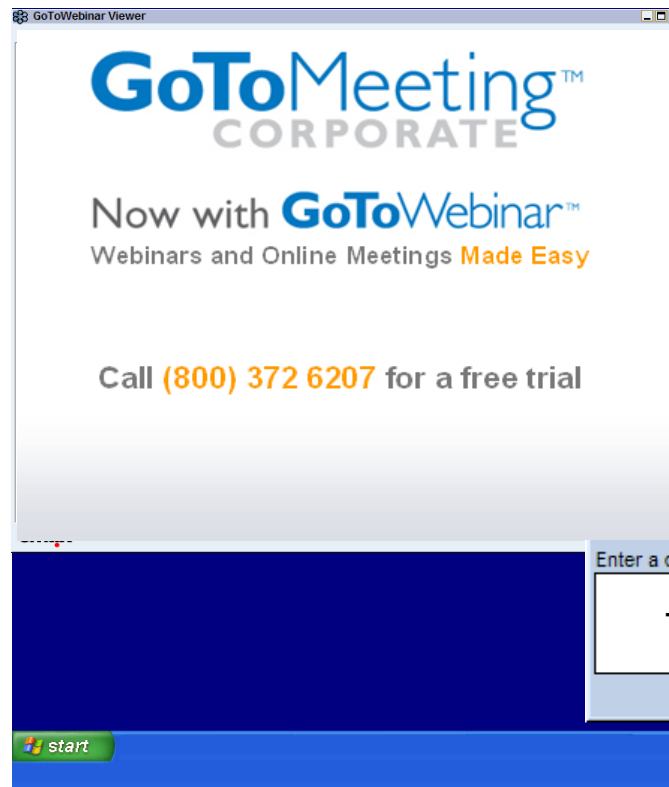 GoToWebinar Viewer
GoToMeeting™
CORPORATE
Now with GoToWebinar™
Webinars and Online Meetings Made Easy
Call (800) 372 6207 for a free trial
Enter a
start